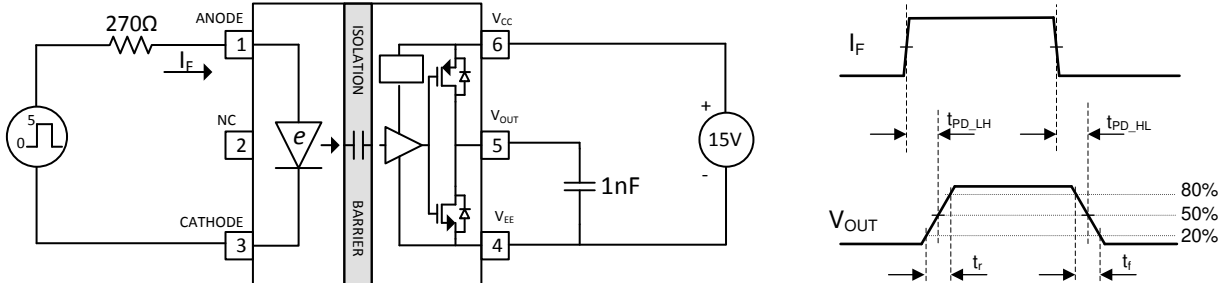 ANODE
270Ω
1
I_F
NC
2
CATHODE
3
5
0
e
ISOLATION
BARRIER
V_CC
6
V_OUT
5
V_EE
4
1nF
+
15V
-
I_F
t_PD_LH
t_PD_HL
V_OUT
80%
50%
20%
t_r
t_f